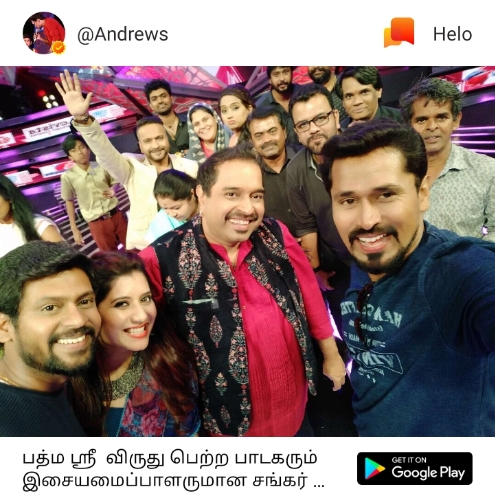 @Andrews
Helo
பத்ம ஸ்ரீ விருது பெற்ற பாடகரும்
இசையமைப்பாளருமான சங்கர் ...
GET IT ON
Google Play